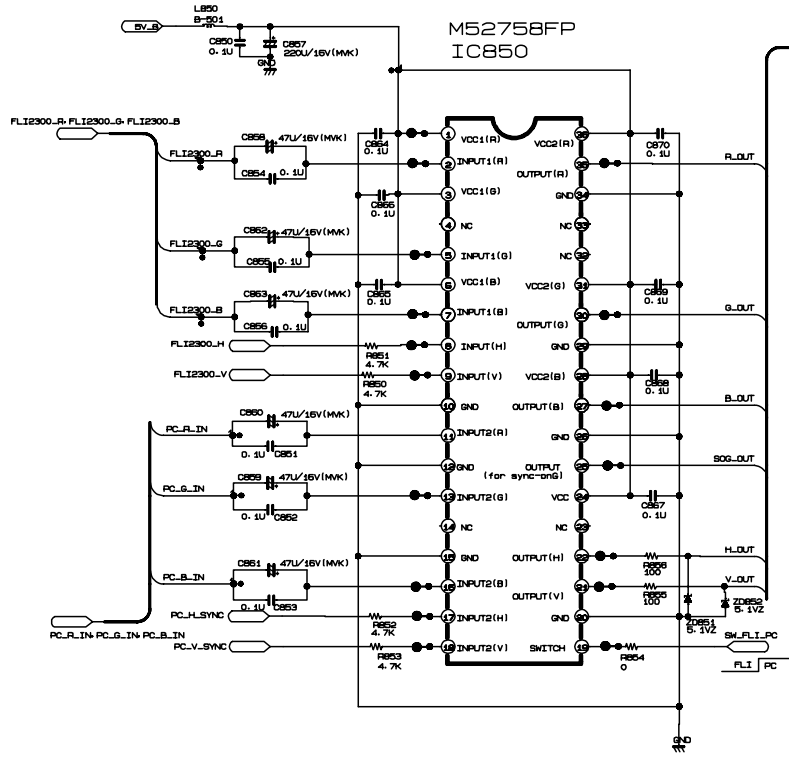 L850
B-501
5V_B
C850
0.1U
C857
220U/16V(MVK)
GND
M52758FP
IC850
FLI2300_R, FLI2300_G, FLI2300_B
FLI2300_R
C858
47U/16V(MVK)
C854
0.1U
FLI2300_G
C862
47U/16V(MVK)
C855
0.1U
FLI2300_B
C863
47U/16V(MVK)
C856
0.1U
FLI2300_H
R851
4.7K
FLI2300_V
R850
4.7K
PC_R_IN
C860
47U/16V(MVK)
0.1U
C851
PC_G_IN
C859
47U/16V(MVK)
0.1U
C852
PC_B_IN
C861
47U/16V(MVK)
0.1U
C853
PC_R_IN, PC_G_IN, PC_B_IN
PC_H_SYNC
R852
4.7K
PC_V_SYNC
R853
4.7K
C864
0.1U
C866
0.1U
C865
0.1U
1 VCC1(R)
2 INPUT1(R)
3 VCC1(G)
4 NC
5 INPUT1(G)
6 VCC1(B)
7 INPUT1(B)
8 INPUT(H)
9 INPUT(V)
10 GND
11 INPUT2(R)
12 GND
13 INPUT2(G)
14 NC
15 GND
16 INPUT2(B)
17 INPUT2(H)
18 INPUT2(V)
VCC2(R) 36
OUTPUT(R) 35
GND 34
NC 33
NC 32
VCC2(G) 31
OUTPUT(G) 30
GND 29
VCC2(B) 28
OUTPUT(B) 27
GND 26
OUTPUT 25
(for sync-onG)
VCC 24
NC 23
OUTPUT(H) 22
OUTPUT(V) 21
GND 20
SWITCH 19
C870
0.1U
C869
0.1U
C868
0.1U
C867
0.1U
R_OUT
G_OUT
B_OUT
SOG_OUT
H_OUT
V_OUT
R856
100
R855
100
ZD851
5.1VZ
ZD852
5.1VZ
R854
0
SW_FLI_PC
FLI PC
GND